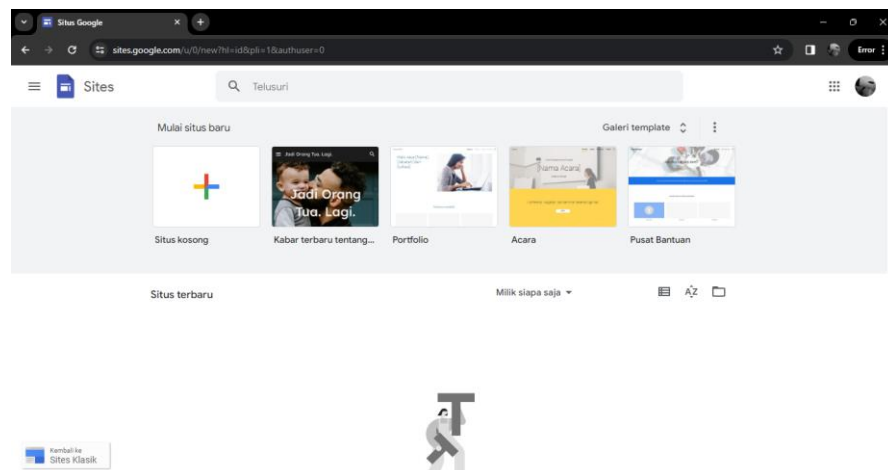 Situs Google
sites.google.com/u/0/new?hl=id&pli=1&authuser=0
Error
Sites
Telusuri
Mulai situs baru
Galeri template
Jadi Orang Tua. Lagi.
Jadi Orang
Tua. Lagi.
Nama Acara
Situs kosong
Kabar terbaru tentang...
Portfolio
Acara
Pusat Bantuan
Situs terbaru
Milik siapa saja
AZ
Kembali ke
Sites Klasik